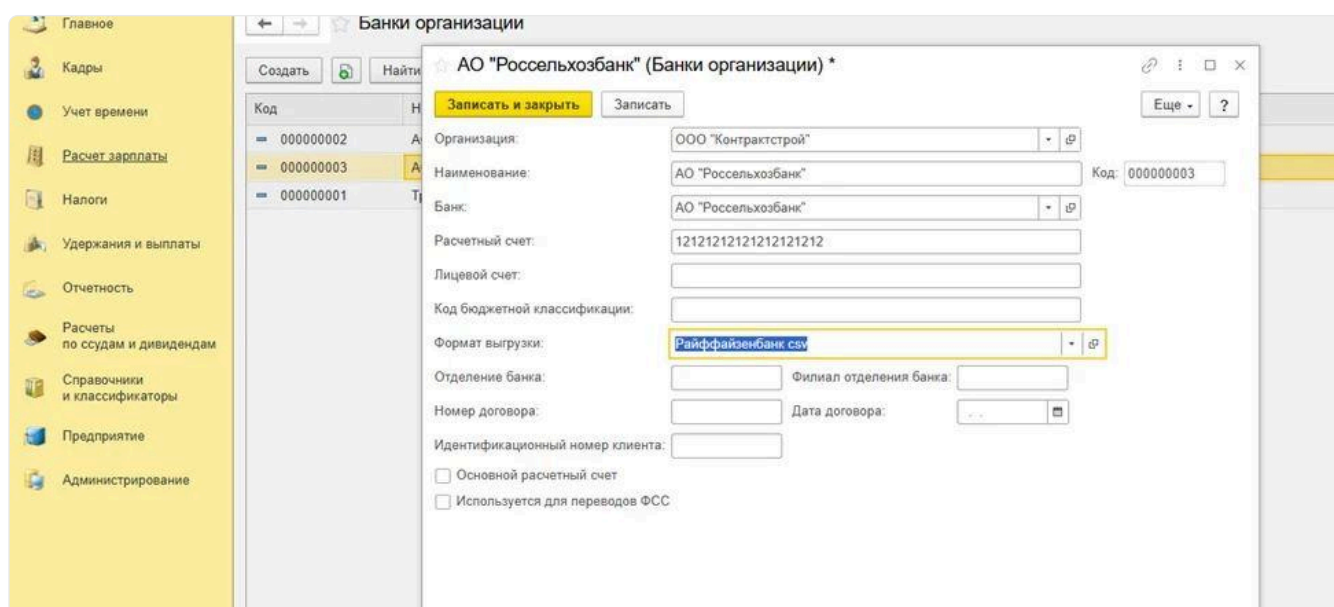 Главное
Кадры
Учет времени
Расчет зарплаты
Налоги
Удержания и выплаты
Отчетность
Расчеты
по ссудам и дивидендам
Справочники
и классификаторы
Предприятие
Администрирование
Банки организации
Создать Найти
Код Н
000000002 А
000000003 А
000000001 Тр
АО "Россельхозбанк" (Банки организации) *
Записать и закрыть Записать Еще ?
Организация: ООО "Контрактстрой"
Наименование: АО "Россельхозбанк" Код: 000000003
Банк: АО "Россельхозбанк"
Расчетный счет: 12121212121212121212
Лицевой счет:
Код бюджетной классификации:
Формат выгрузки: Райффайзенбанк csv
Отделение банка: Филиал отделения банка:
Номер договора: Дата договора: . .
Идентификационный номер клиента:
Основной расчетный счет
Используется для переводов ФСС